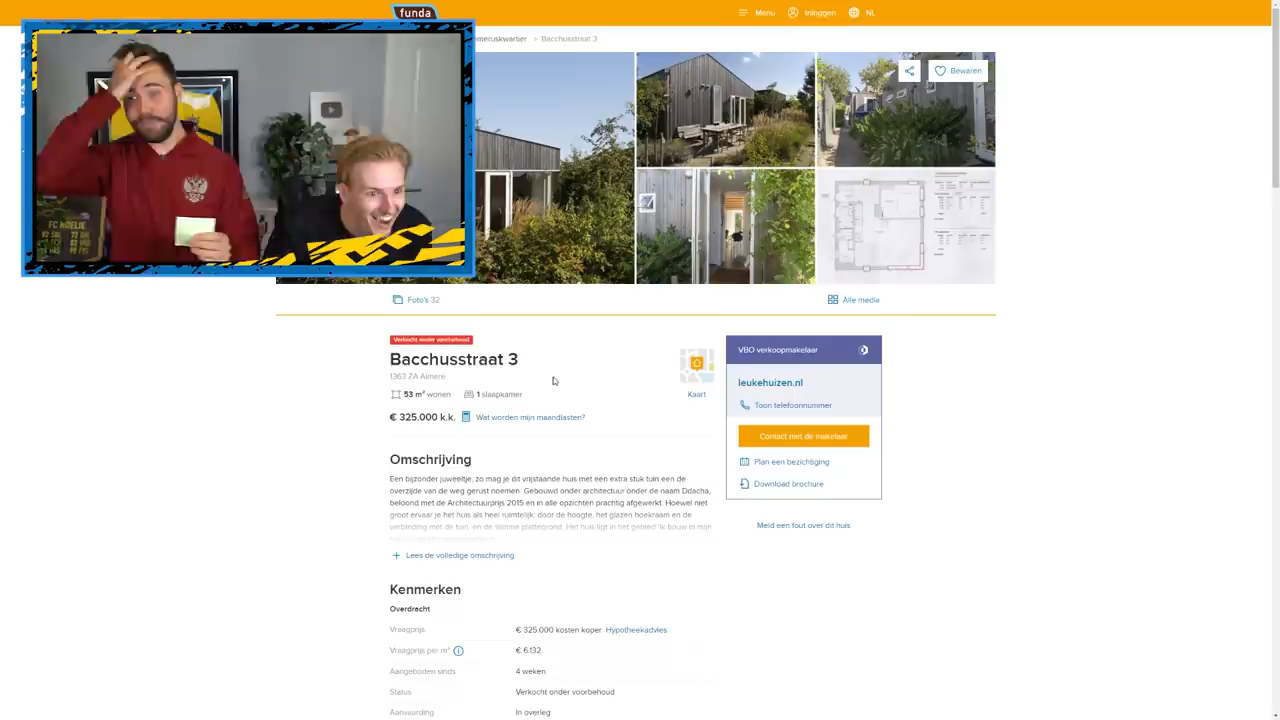 funda
Menu
Inloggen
NL
Bacchusstraat 3
Bewaren
FC ROELIE
Foto's 32
Alle media
Verkocht onder voorbehoud
Bacchusstraat 3
1363 ZA Almere
53 m² wonen
1 slaapkamer
€ 325.000 k.k.
Wat worden mijn maandlasten?
Kaart
VBO verkoopmakelaar
leukehuizen.nl
Toon telefoonnummer
Contact met de makelaar
Plan een bezichtiging
Download brochure
Meld een fout over dit huis
Omschrijving
Een bijzonder juweeltje, zo mag je dit vrijstaande huis met een extra stuk tuin een de
overzijde van de weg gerust noemen. Gebouwd onder architectuur onder de naam Ddacha,
beloond met de Architectuurprijs 2015 en in alle opzichten prachtig afgewerkt. Hoewel niet
groot ervaar je het huis als heel ruimtelijk: door de hoogte, het glazen hoekraam en de
verbinding met de tuin, en de slimme plattegrond. Het huis ligt in het gebied 'Ik bouw in mijn
Lees de volledige omschrijving
Kenmerken
Overdracht
Vraagprijs € 325.000 kosten koper Hypotheekadvies
Vraagprijs per m² € 6.132
Aangeboden sinds 4 weken
Status Verkocht onder voorbehoud
Aanvaarding In overleg